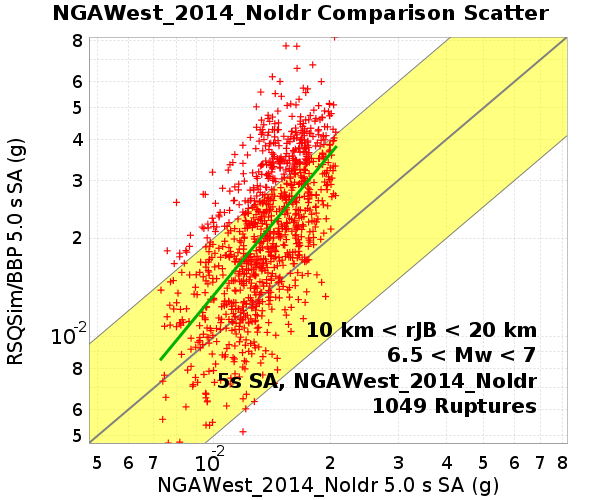 NGAWest_2014_NoIdr Comparison Scatter
8
6
5
4
3
2
10-2
8
6
5
RSQSim/BBP 5.0 s SA (g)
10 km < rJB < 20 km
6.5 < Mw < 7
5s SA, NGAWest_2014_NoIdr
1049 Ruptures
5 6 7 10-2 2 3 4 5 6 7 8
NGAWest_2014_NoIdr 5.0 s SA (g)